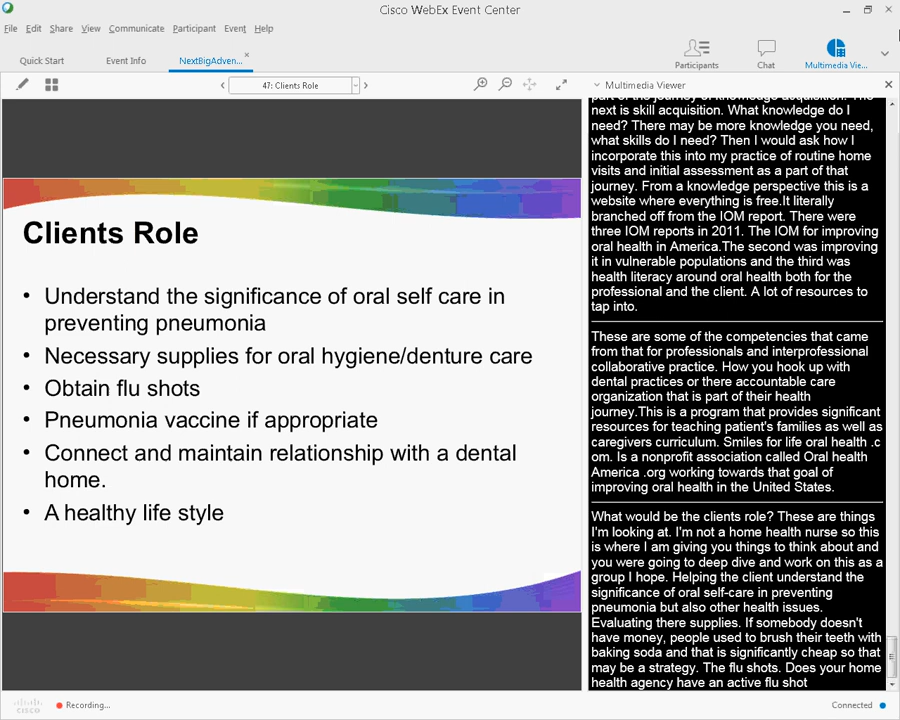 Cisco WebEx Event Center
File Edit Share View Communicate Participant Event Help
Quick Start Event Info NextBigAdven... Participants Chat Multimedia Vie...
47: Clients Role
Multimedia Viewer
Clients Role
• Understand the significance of oral self care in
preventing pneumonia
• Necessary supplies for oral hygiene/denture care
• Obtain flu shots
• Pneumonia vaccine if appropriate
• Connect and maintain relationship with a dental
home.
• A healthy life style
part of the journey of knowledge acquisition. The
next is skill acquisition. What knowledge do I
need? There may be more knowledge you need,
what skills do I need? Then I would ask how I
incorporate this into my practice of routine home
visits and initial assessment as a part of that
journey. From a knowledge perspective this is a
website where everything is free.It literally
branched off from the IOM report. There were
three IOM reports in 2011. The IOM for improving
oral health in America.The second was improving
it in vulnerable populations and the third was
health literacy around oral health both for the
professional and the client. A lot of resources to
tap into.
These are some of the competencies that came
from that for professionals and interprofessional
collaborative practice. How you hook up with
dental practices or there accountable care
organization that is part of their health
journey.This is a program that provides significant
resources for teaching patient's families as well as
caregivers curriculum. Smiles for life oral health .c
om. Is a nonprofit association called Oral health
America .org working towards that goal of
improving oral health in the United States.
What would be the clients role? These are things
I'm looking at. I'm not a home health nurse so this
is where I am giving you things to think about and
you were going to deep dive and work on this as a
group I hope. Helping the client understand the
significance of oral self-care in preventing
pneumonia but also other health issues.
Evaluating there supplies. If somebody doesn't
have money, people used to brush their teeth with
baking soda and that is significantly cheap so that
may be a strategy. The flu shots. Does your home
health agency have an active flu shot
cisco
Recording...
Connected